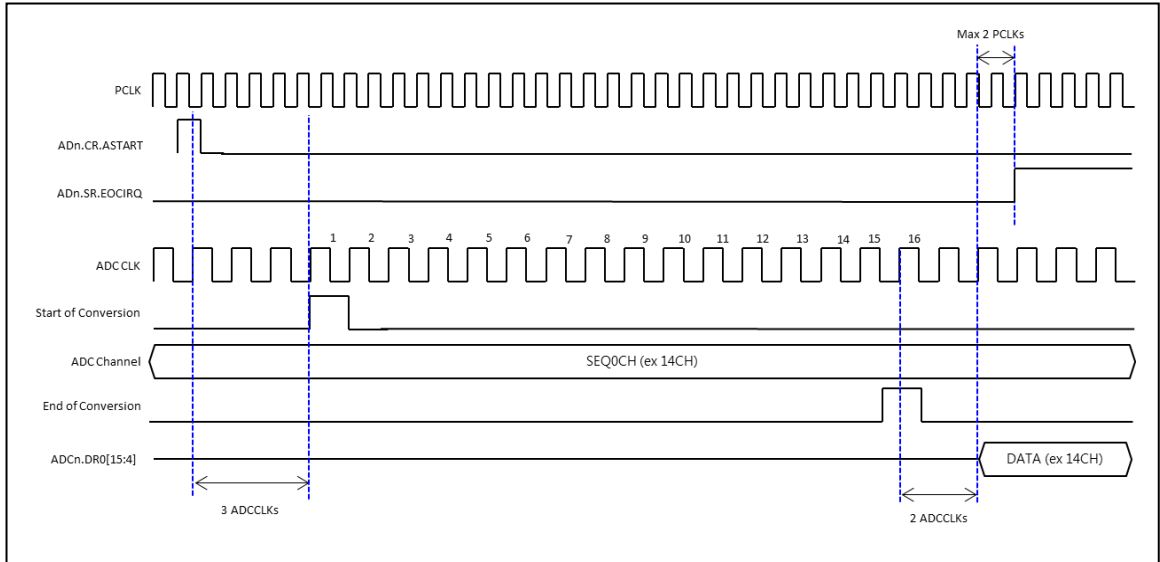 Max 2 PCLKs
PCLK
ADn.CR.ASTART
ADn.SR.EOCIRQ
1 2 3 4 5 6 7 8 9 10 11 12 13 14 15 16
ADC CLK
Start of Conversion
ADC Channel SEQ0CH (ex 14CH)
End of Conversion
ADCn.DR0[15:4] DATA (ex 14CH)
3 ADCCLKs 2 ADCCLKs